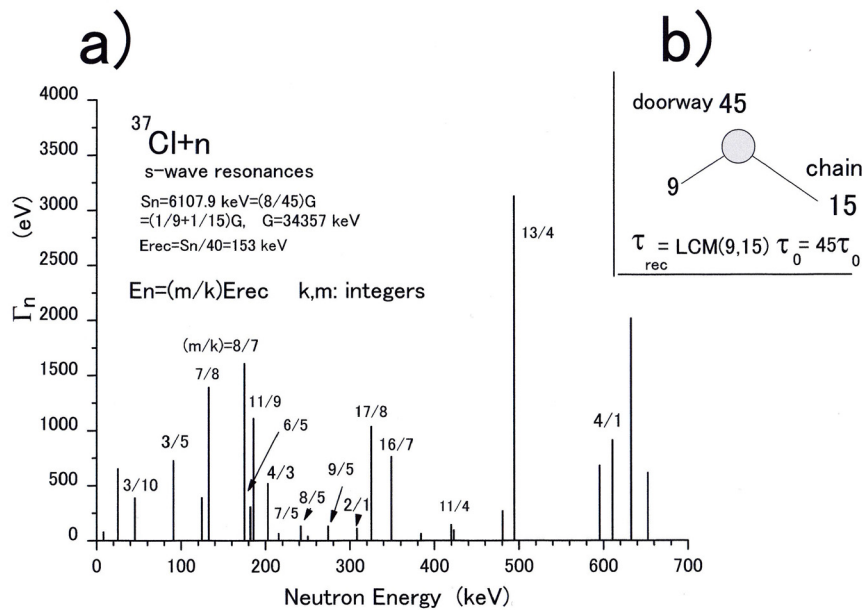 a)
b)
4000
3500
3000
2500
2000
1500
1000
500
0
Γn (eV)
37Cl+n
s-wave resonances
Sn=6107.9 keV=(8/45)G
=(1/9+1/15)G, G=34357 keV
Erec=Sn/40=153 keV
En=(m/k)Erec k,m: integers
(m/k)=8/7
7/8
11/9
6/5
3/5
4/3
3/10
7/5
8/5
9/5
2/1
17/8
16/7
11/4
13/4
4/1
0 100 200 300 400 500 600 700
Neutron Energy (keV)
doorway 45
9
chain
15
τrec = LCM(9,15) τ0 = 45τ0